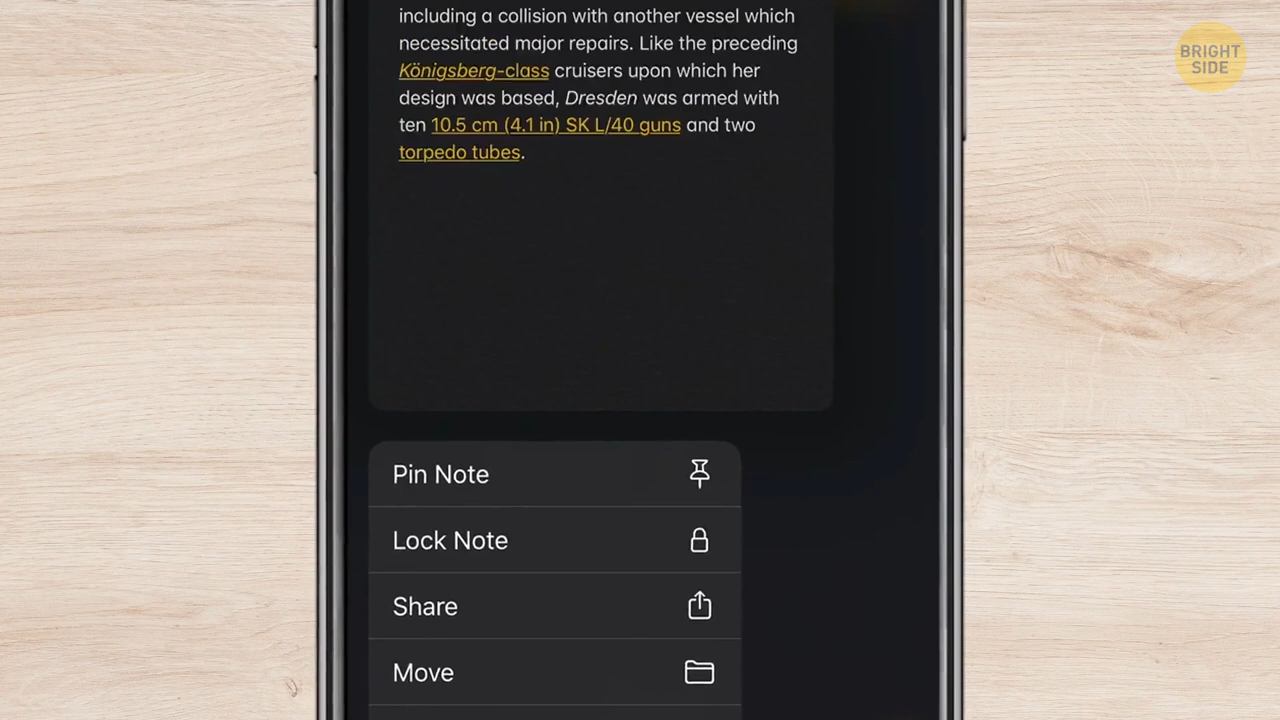 including a collision with another vessel which
necessitated major repairs. Like the preceding
Königsberg-class cruisers upon which her
design was based, Dresden was armed with
ten 10.5 cm (4.1 in) SK L/40 guns and two
torpedo tubes.
Pin Note
Lock Note
Share
Move
BRIGHT
SIDE